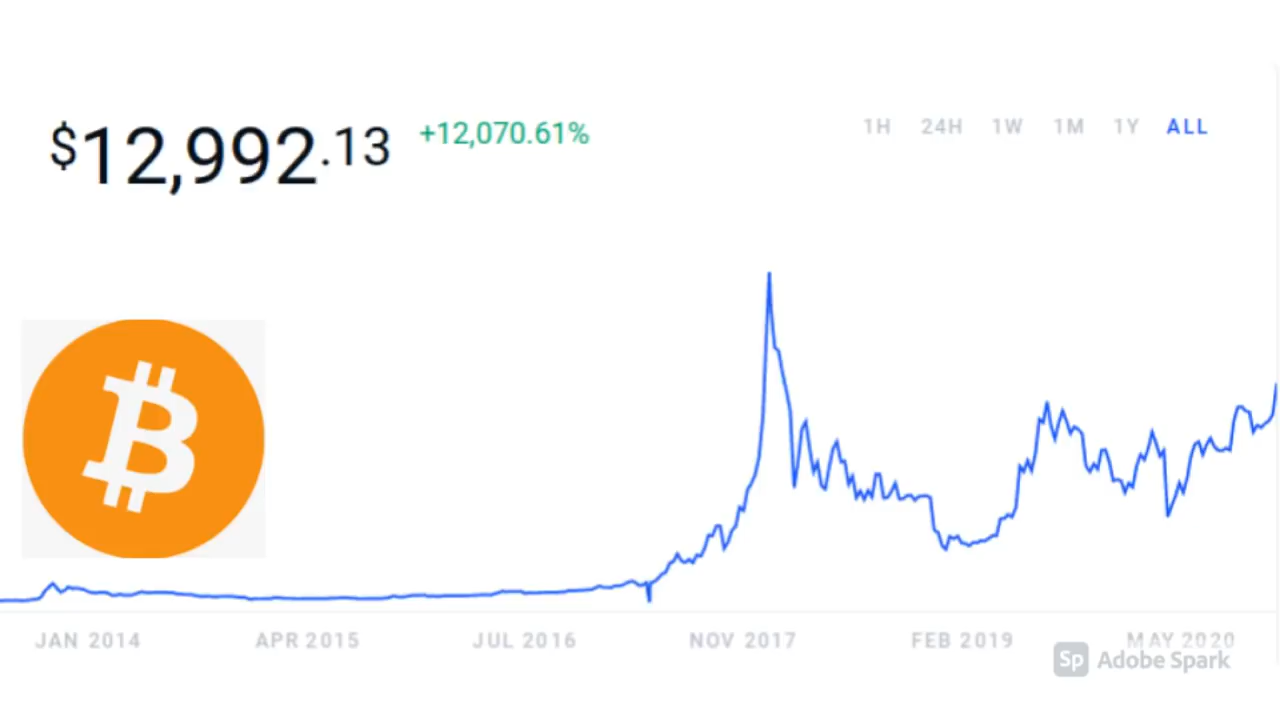 $12,992.13 +12,070.61% 1H 24H 1W 1M 1Y ALL
JAN 2014 APR 2015 JUL 2016 NOV 2017 FEB 2019 MAY 2020
Sp Adobe Spark